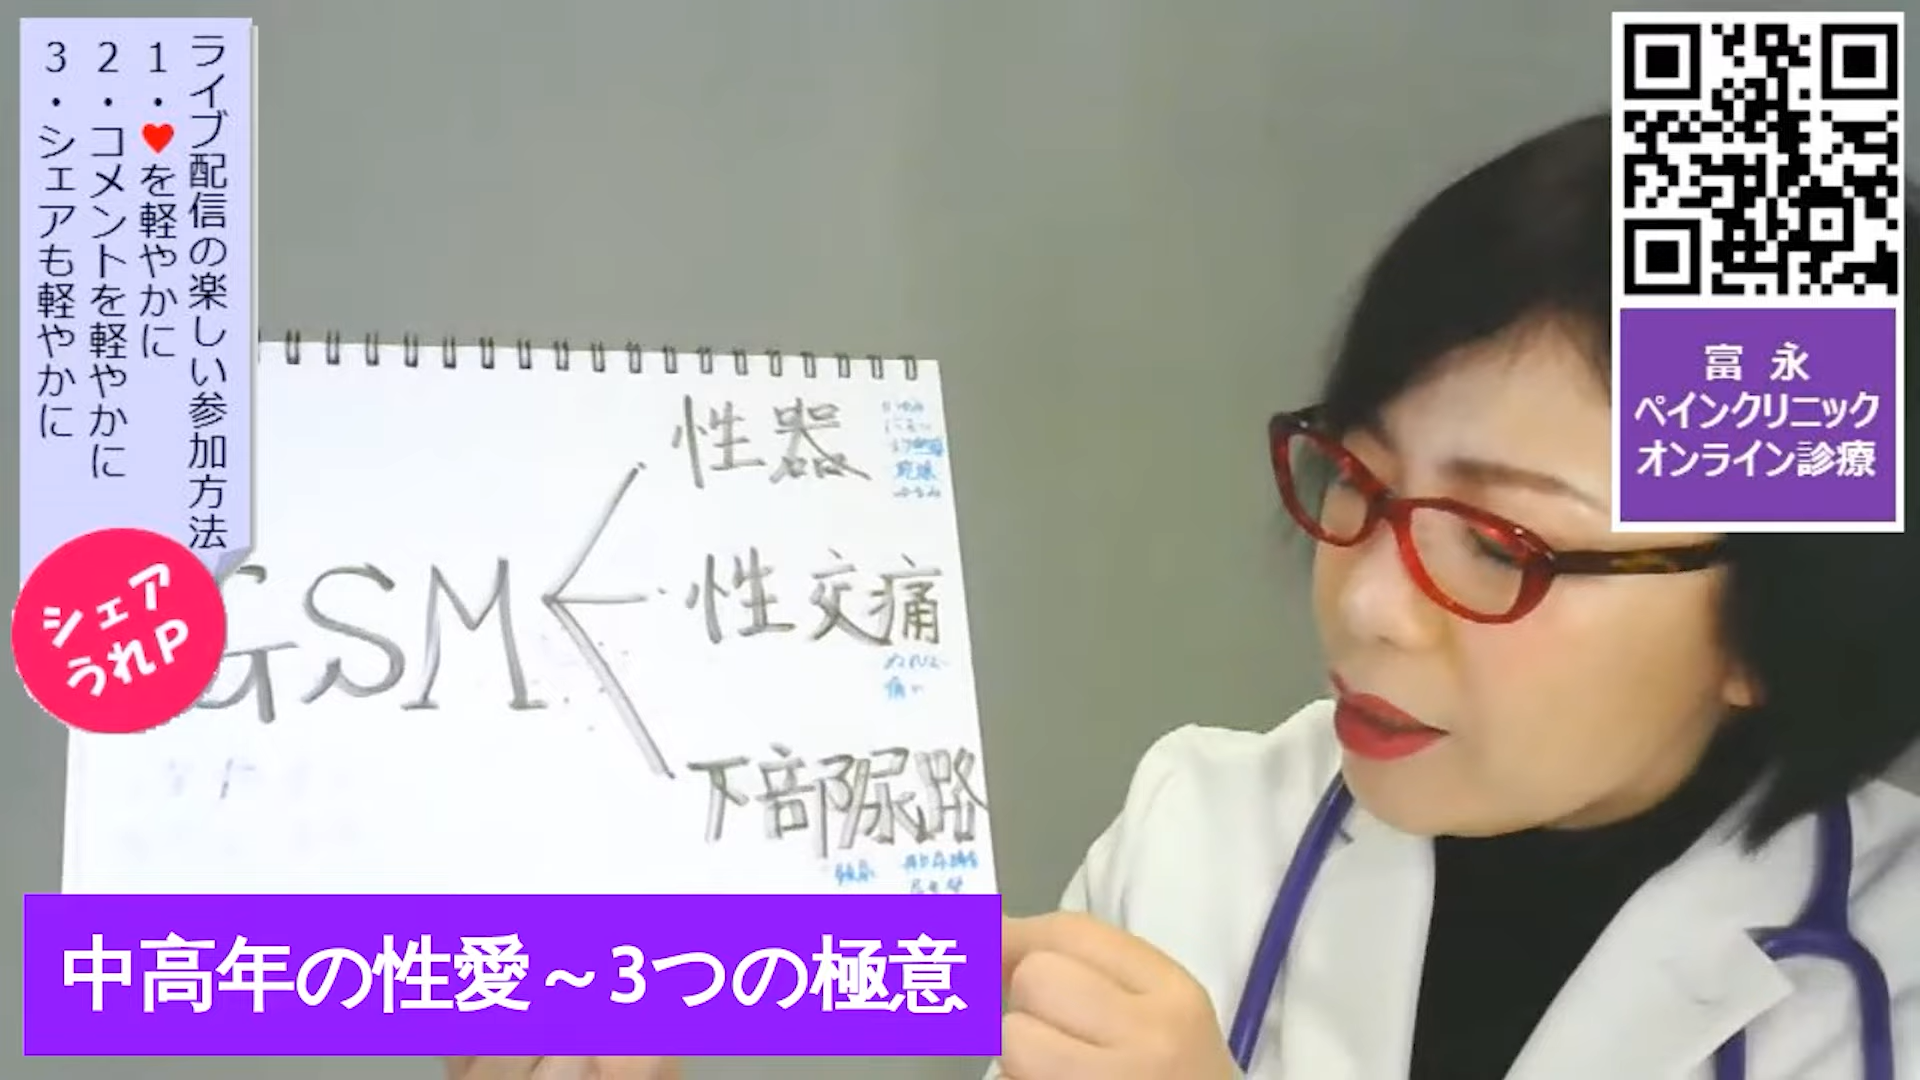 ライブ配信の楽しい参加方法
1・♥を軽やかに
2・コメントを軽やかに
3・シェアも軽やかに
シェア
うれP
富永
ペインクリニック
オンライン診療
GSM
性器
性交痛
痛い
下部尿路
中高年の性愛～3つの極意